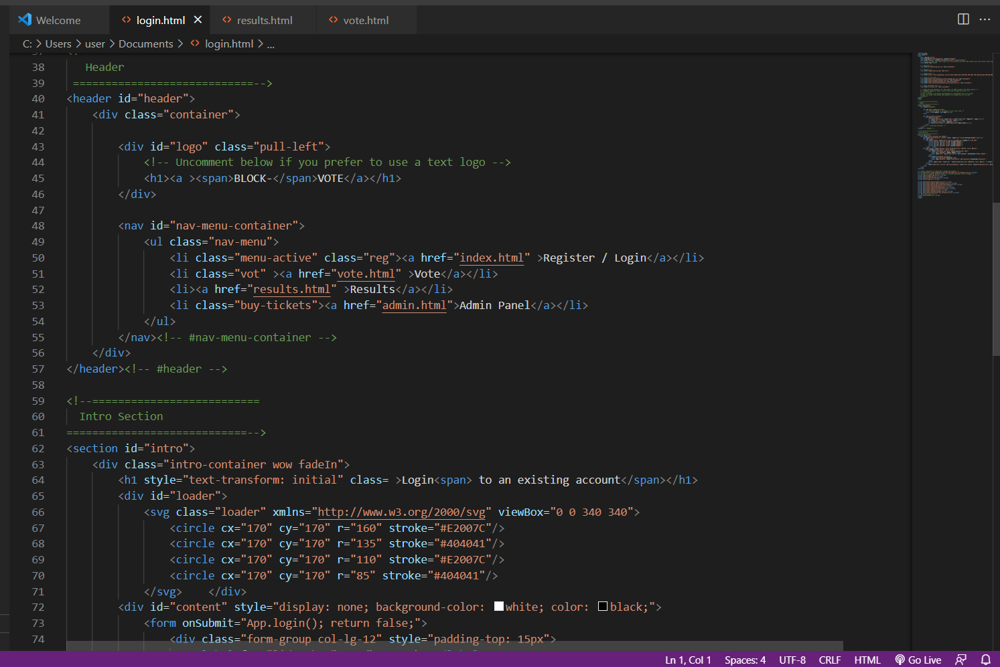 Welcome
login.html
results.html
vote.html
C: > Users > user > Documents > login.html > ...
38 Header
39 ============================-->
40 <header id="header">
41 <div class="container">
42
43 <div id="logo" class="pull-left">
44 <!-- Uncomment below if you prefer to use a text logo -->
45 <h1><a ><span>BLOCK-</span>VOTE</a></h1>
46 </div>
47
48 <nav id="nav-menu-container">
49 <ul class="nav-menu">
50 <li class="menu-active" class="reg"><a href="index.html" >Register / Login</a></li>
51 <li class="vot" ><a href="vote.html" >Vote</a></li>
52 <li><a href="results.html" >Results</a></li>
53 <li class="buy-tickets"><a href="admin.html">Admin Panel</a></li>
54 </ul>
55 </nav><!-- #nav-menu-container -->
56 </div>
57 </header><!-- #header -->
58
59 <!--==========================
60 Intro Section
61 ============================-->
62 <section id="intro">
63 <div class="intro-container wow fadeIn">
64 <h1 style="text-transform: initial" class= >Login<span> to an existing account</span></h1>
65 <div id="loader">
66 <svg class="loader" xmlns="http://www.w3.org/2000/svg" viewBox="0 0 340 340">
67 <circle cx="170" cy="170" r="160" stroke="#E2007C"/>
68 <circle cx="170" cy="170" r="135" stroke="#404041"/>
69 <circle cx="170" cy="170" r="110" stroke="#E2007C"/>
70 <circle cx="170" cy="170" r="85" stroke="#404041"/>
71 </svg> </div>
72 <div id="content" style="display: none; background-color: white; color: black;">
73 <form onSubmit="App.login(); return false;">
74 <div class="form-group col-lg-12" style="padding-top: 15px">
Ln 1, Col 1 Spaces: 4 UTF-8 CRLF HTML Go Live